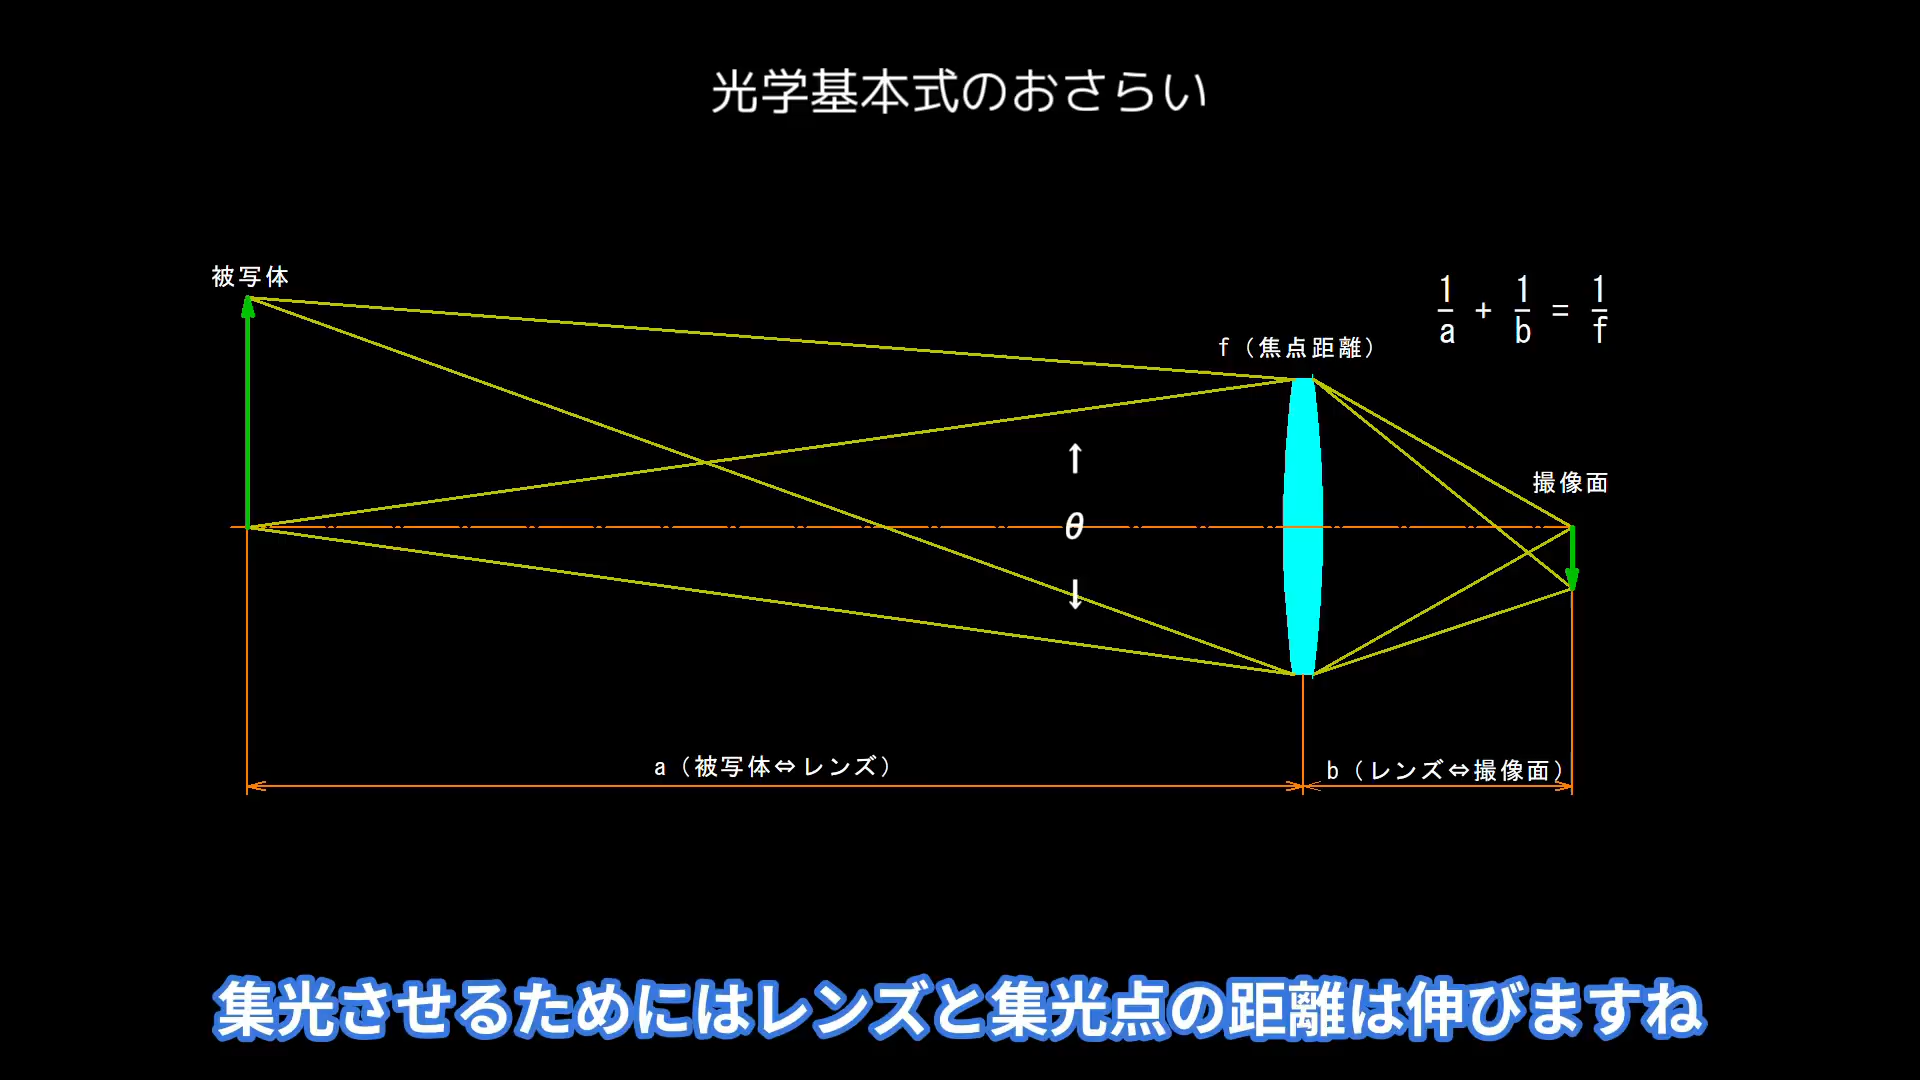 光学基本式のおさらい
被写体
1/a + 1/b = 1/f
f（焦点距離）
↑
θ
↓
撮像面
a（被写体⇔レンズ）
b（レンズ⇔撮像面）
集光させるためにはレンズと集光点の距離は伸びますね